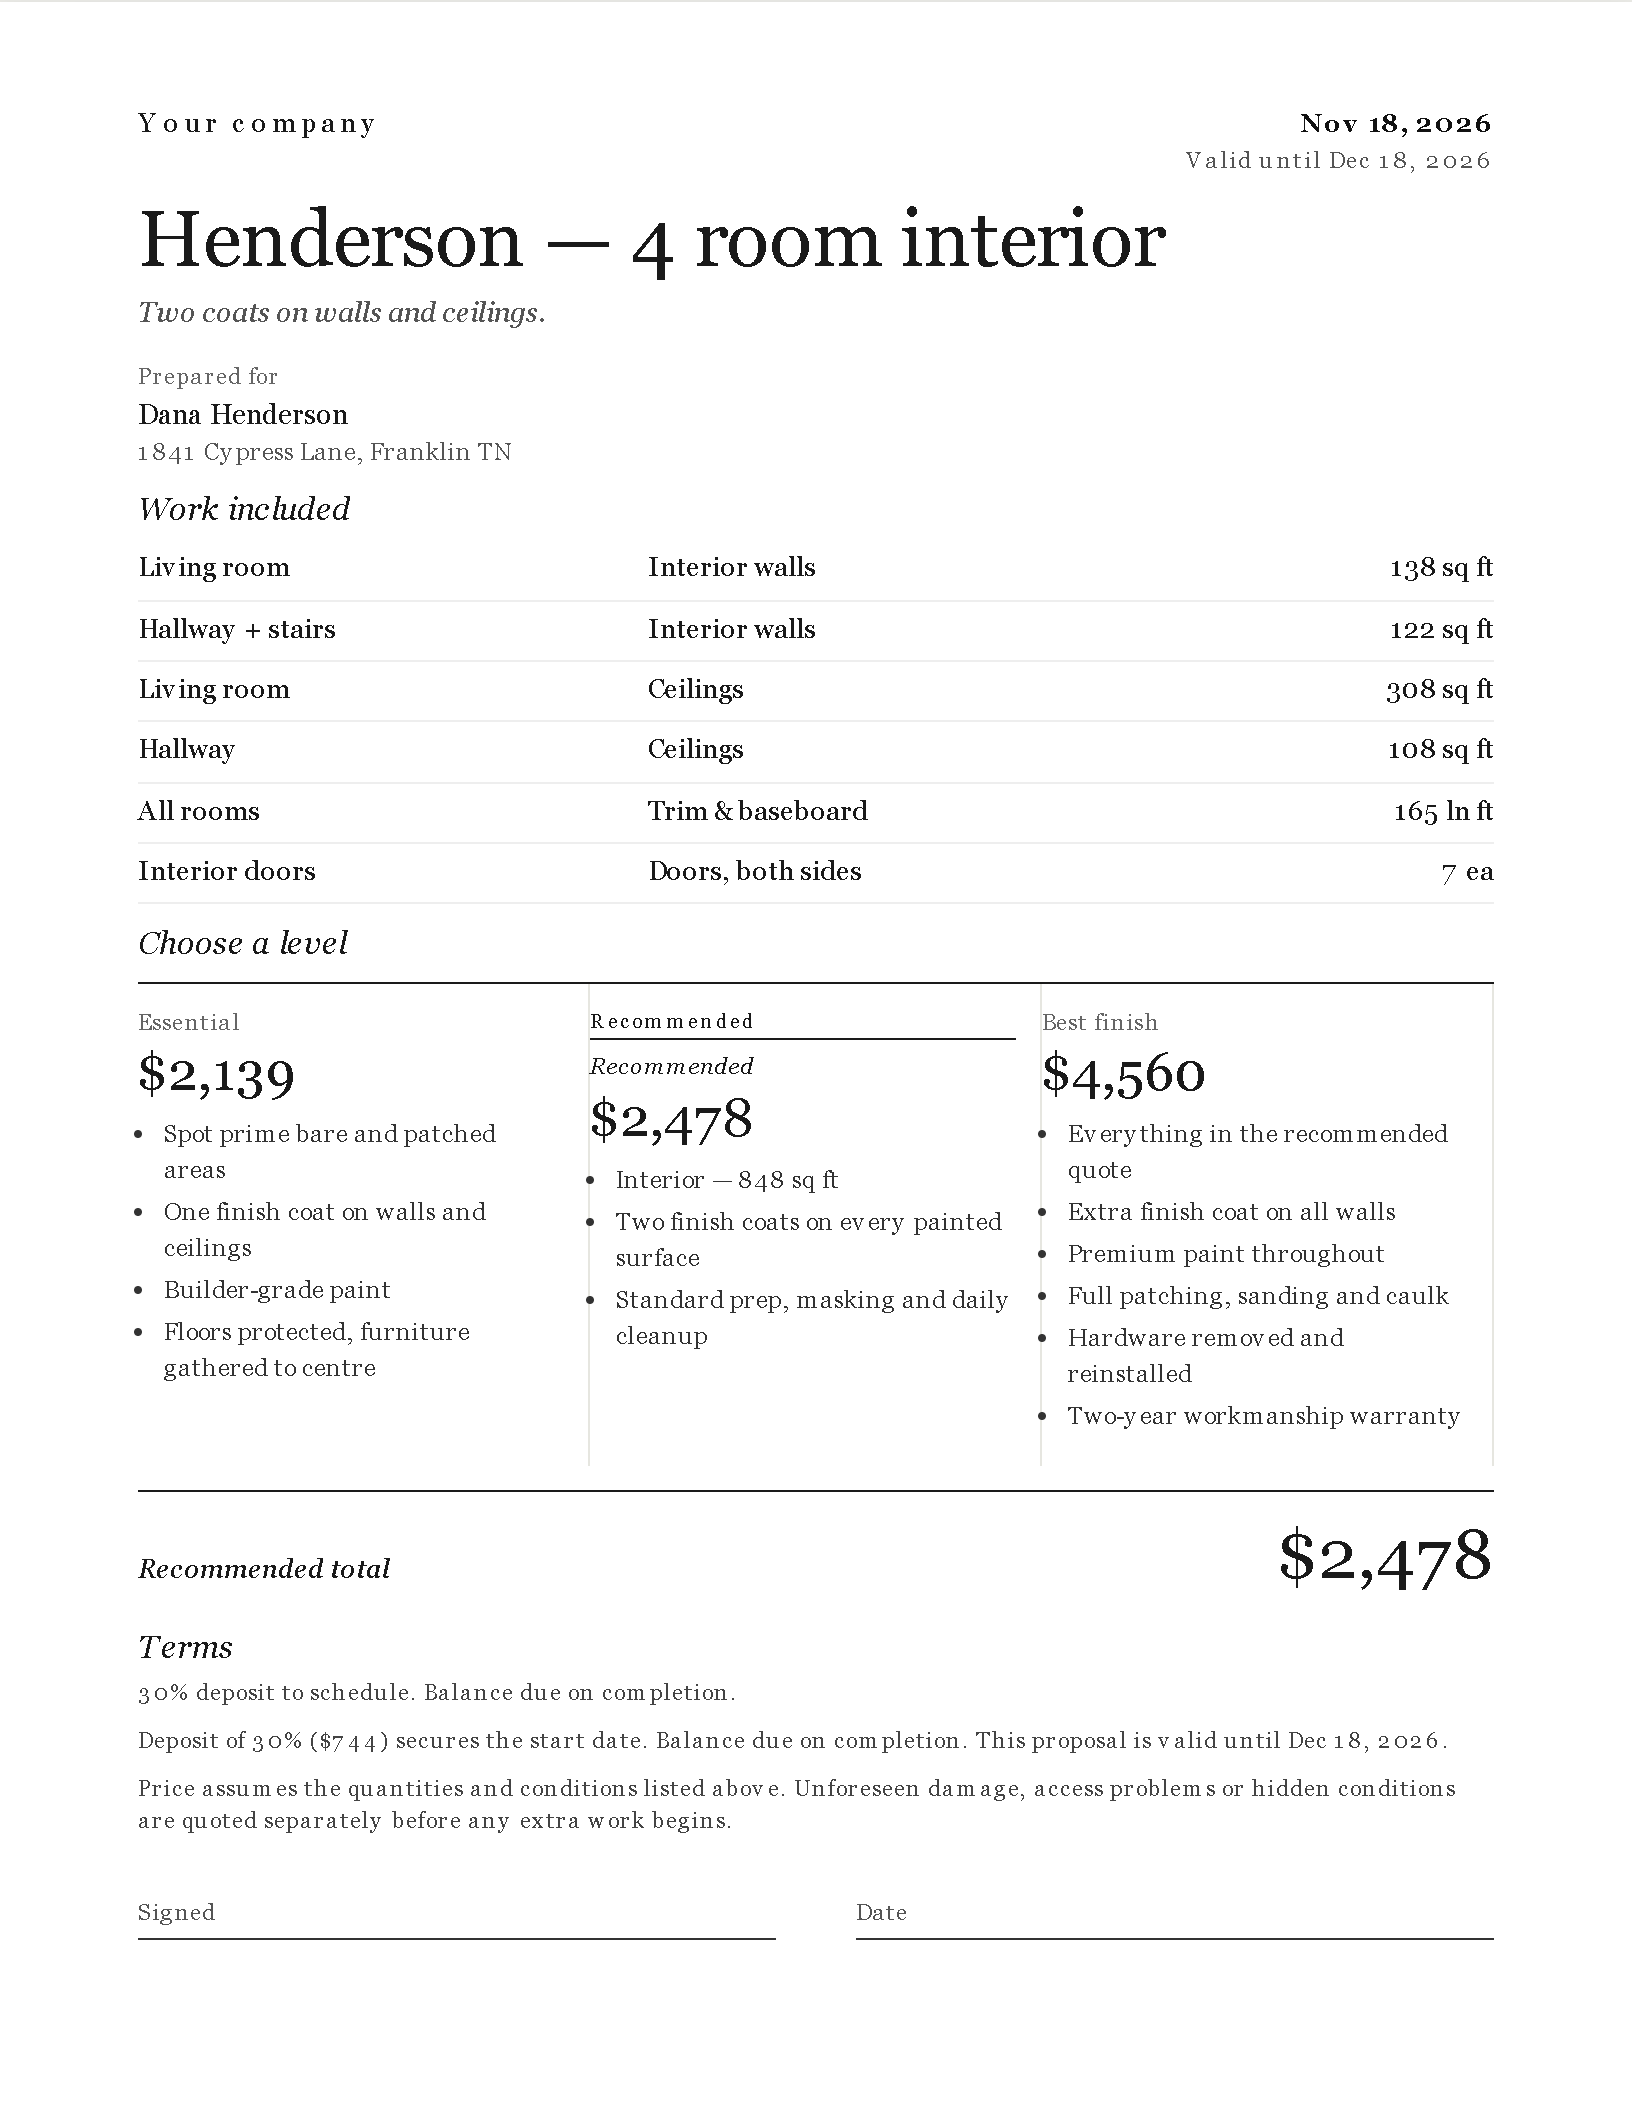 Your company
Nov 18, 2026
Valid until Dec 18, 2026
Henderson — 4 room interior
Two coats on walls and ceilings.
Prepared for
Dana Henderson
1841 Cypress Lane, Franklin TN
Work included
Living room Interior walls 138 sq ft
Hallway + stairs Interior walls 122 sq ft
Living room Ceilings 308 sq ft
Hallway Ceilings 108 sq ft
All rooms Trim & baseboard 165 ln ft
Interior doors Doors, both sides 7 ea
Choose a level
Essential
$2,139
• Spot prime bare and patched
areas
• One finish coat on walls and
ceilings
• Builder-grade paint
• Floors protected, furniture
gathered to centre
Recommended
Recommended
$2,478
• Interior — 848 sq ft
• Two finish coats on every painted
surface
• Standard prep, masking and daily
cleanup
Best finish
$4,560
• Everything in the recommended
quote
• Extra finish coat on all walls
• Premium paint throughout
• Full patching, sanding and caulk
• Hardware removed and
reinstalled
• Two-year workmanship warranty
Recommended total $2,478
Terms
30% deposit to schedule. Balance due on completion.
Deposit of 30% ($744) secures the start date. Balance due on completion. This proposal is valid until Dec 18, 2026.
Price assumes the quantities and conditions listed above. Unforeseen damage, access problems or hidden conditions
are quoted separately before any extra work begins.
Signed Date